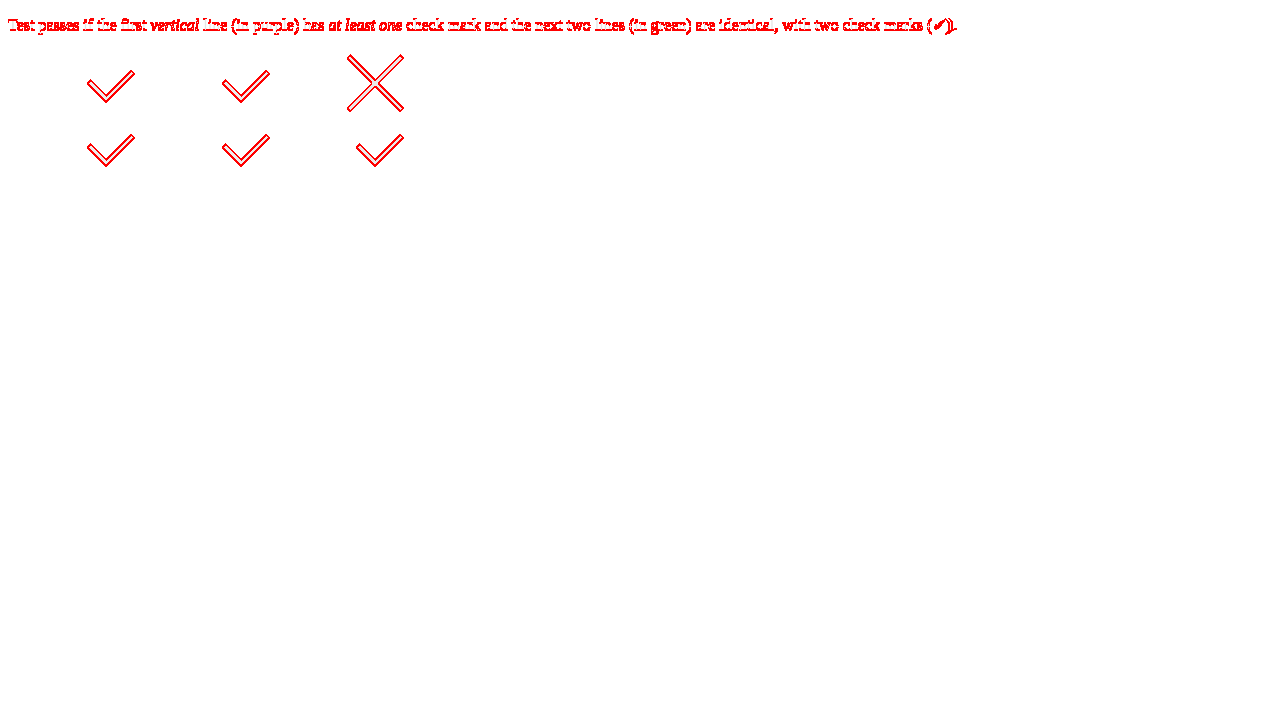 Test passes if the first vertical line (in purple) has at least one check mark and the next two lines (in green) are identical, with two check marks (✔).
✓ ✓ ✕
✓ ✓ ✓